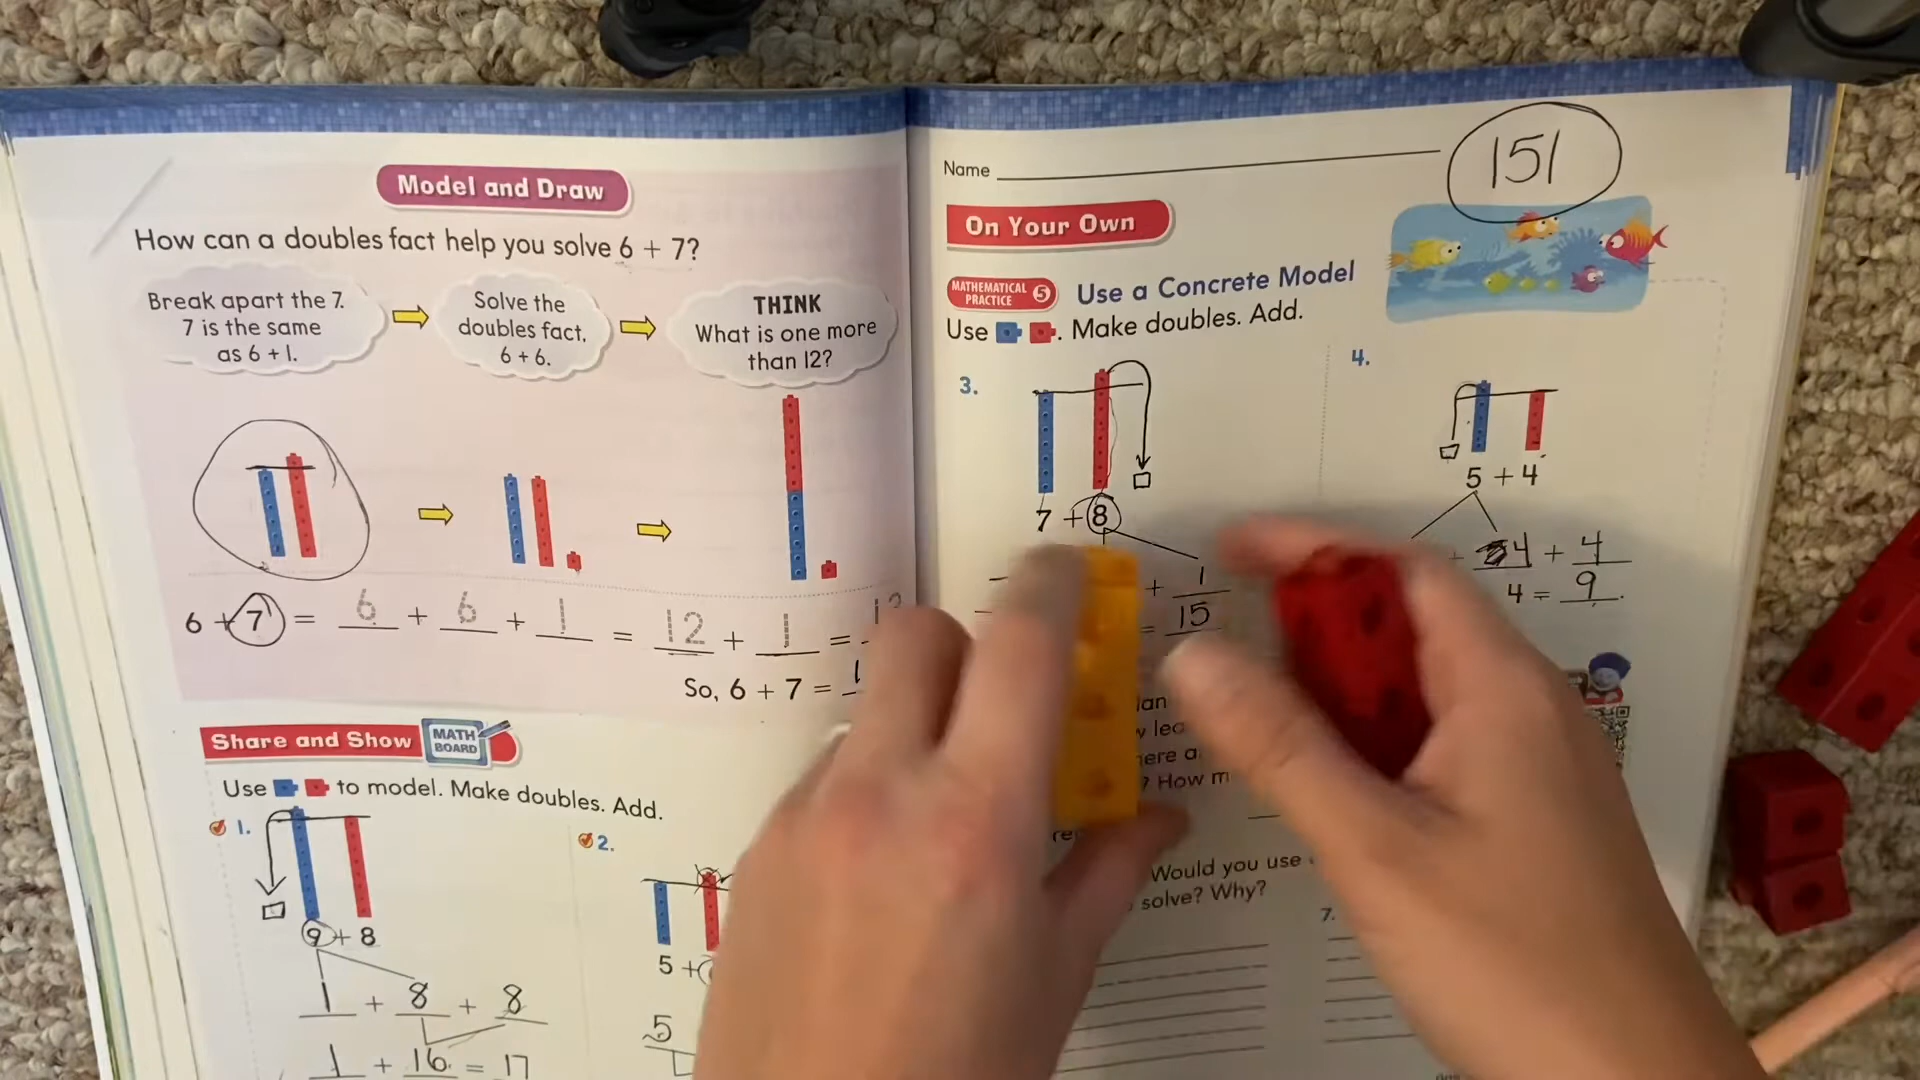 Model and Draw
How can a doubles fact help you solve 6 + 7?
Break apart the 7.
7 is the same
as 6 + 1.
Solve the
doubles fact,
6 + 6.
THINK
What is one more
than 12?
6 + 7 = 6 + 6 + 1 = 12 + 1 =
So, 6 + 7 =
Share and Show
MATH
BOARD
Use to model. Make doubles. Add.
1.
9 + 8
1 + 8 + 8
1 + 16 = 17
2.
5 +
5
Name
151
On Your Own
MATHEMATICAL
PRACTICE 5
Use a Concrete Model
Use . Make doubles. Add.
3.
7 + 8
+ 1
= 15
4.
5 + 4
+ 4 + 4
4 = 9.
? How
Would you use
solve? Why?
7.